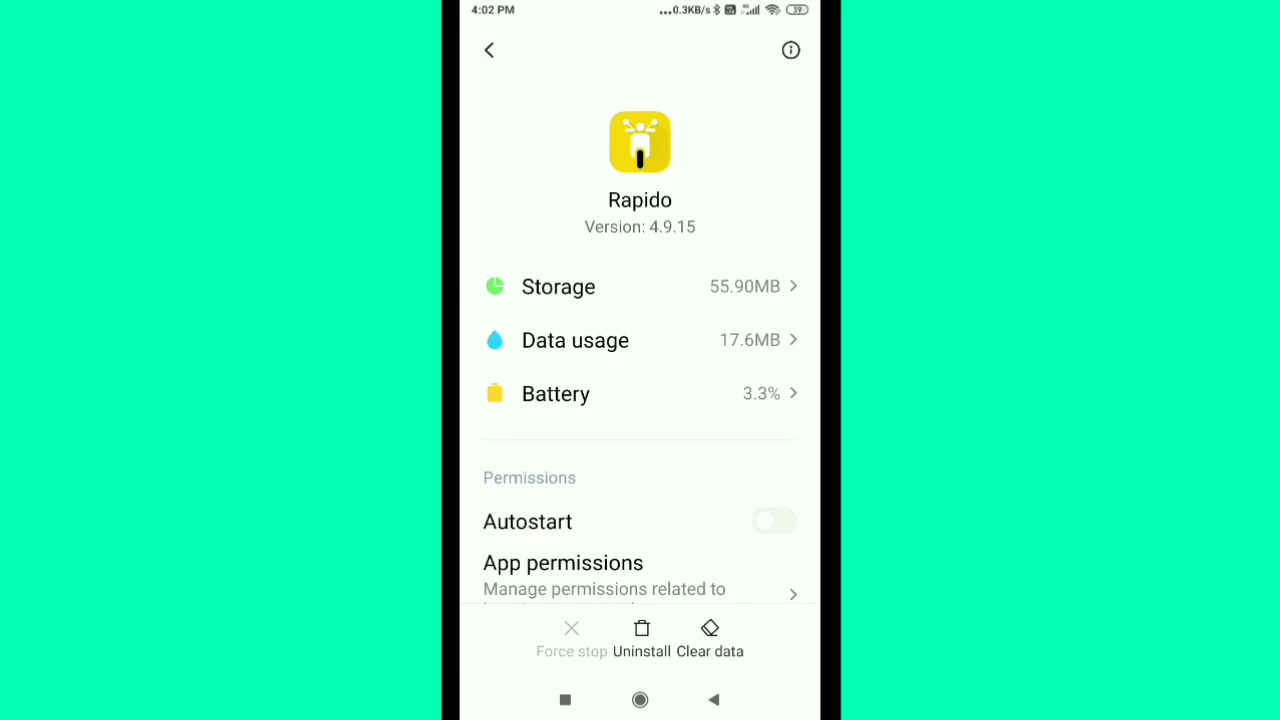 4:02 PM
...0.3KB/s 39
Rapido
Version: 4.9.15
Storage 55.90MB
Data usage 17.6MB
Battery 3.3%
Permissions
Autostart
App permissions
Manage permissions related to
Force stop Uninstall Clear data